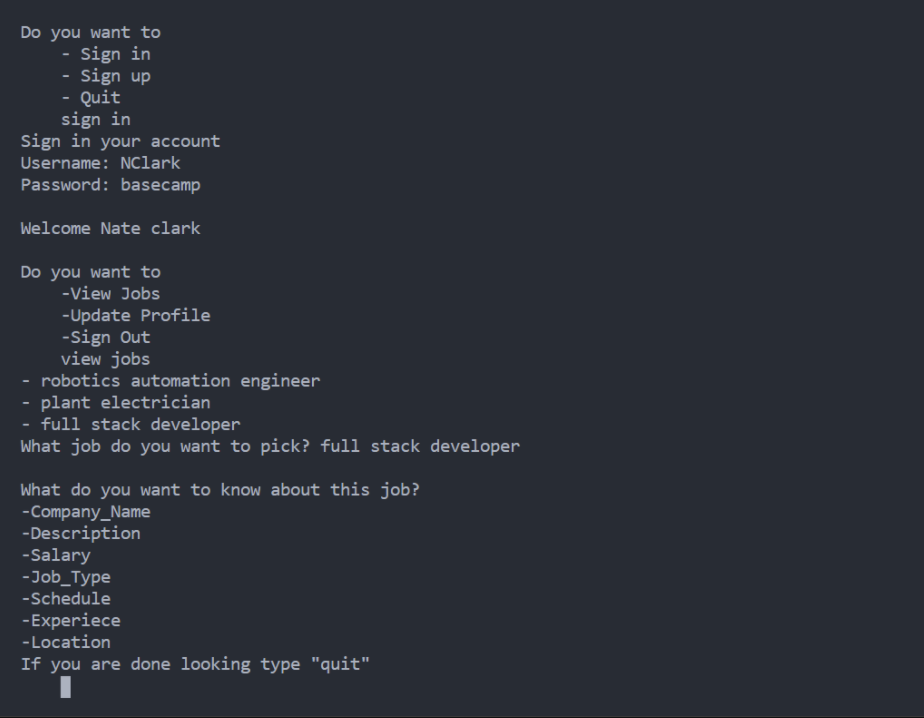 Do you want to
    - Sign in
    - Sign up
    - Quit
    sign in
Sign in your account
Username: NClark
Password: basecamp

Welcome Nate clark

Do you want to
    -View Jobs
    -Update Profile
    -Sign Out
    view jobs
- robotics automation engineer
- plant electrician
- full stack developer
What job do you want to pick? full stack developer

What do you want to know about this job?
-Company_Name
-Description
-Salary
-Job_Type
-Schedule
-Experiece
-Location
If you are done looking type "quit"